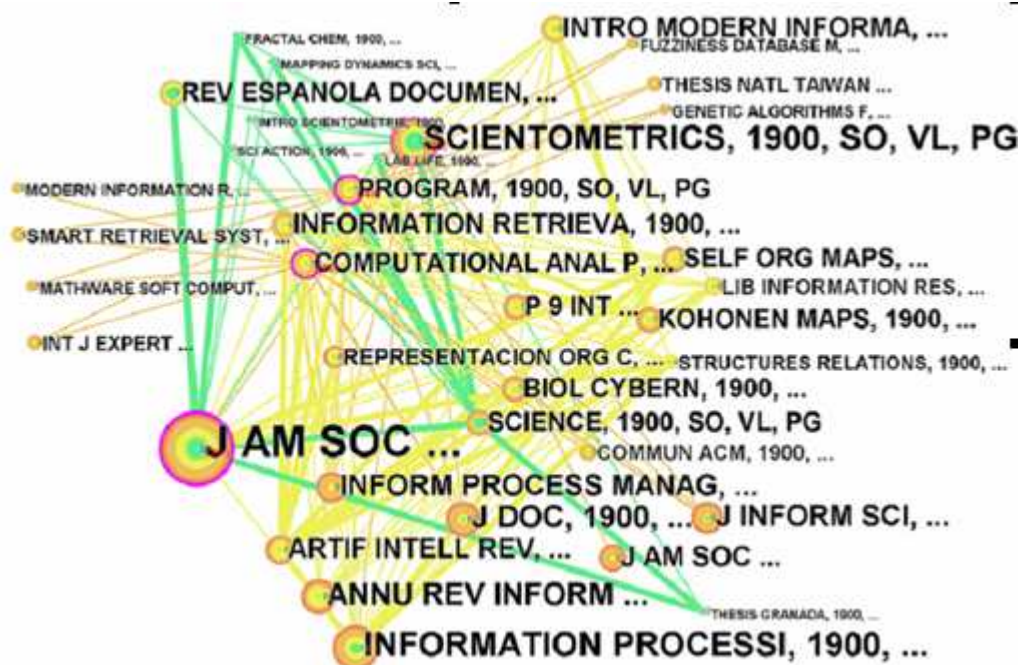 INTRO MODERN INFORMA, ...
FRACTAL CHEM, 1900, ...
FUZZINESS DATABASE M, ...
MAPPING DYNAMICS SCI, ...
THESIS NATL TAIWAN ...
REV ESPANOLA DOCUMEN, ...
GENETIC ALGORITHMS F, ...
INTRO SCIENTOMETRIE, 1900
SCIENTOMETRICS, 1900, SO, VL, PG
SCI ACTION, 1900, ...
LAB LIFE, 1900, ...
MODERN INFORMATION R, ...
PROGRAM, 1900, SO, VL, PG
INFORMATION RETRIEVA, 1900, ...
SMART RETRIEVAL SYST, ...
COMPUTATIONAL ANAL P, ...
SELF ORG MAPS, ...
MATHWARE SOFT COMPUT, ...
LIB INFORMATION RES, ...
P 9 INT ...
KOHONEN MAPS, 1900, ...
INT J EXPERT ...
REPRESENTACION ORG C, ...
STRUCTURES RELATIONS, 1900, ...
BIOL CYBERN, 1900, ...
SCIENCE, 1900, SO, VL, PG
J AM SOC ...
COMMUN ACM, 1900, ...
INFORM PROCESS MANAG, ...
J DOC, 1900, ...
J INFORM SCI, ...
ARTIF INTELL REV, ...
J AM SOC ...
ANNU REV INFORM ...
THESIS GRANADA, 1900, ...
INFORMATION PROCESSI, 1900, ...